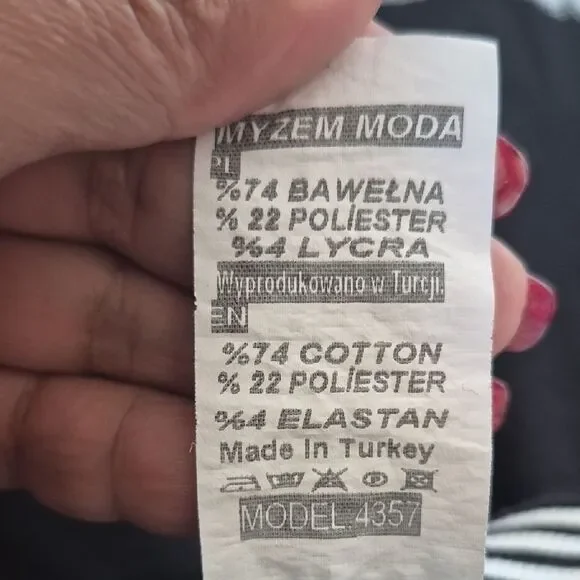 MYZEM MODA
PL
%74 BAWEŁNA
% 22 POLİESTER
%4 LYCRA
Wyprodukowano w Turcji.
EN
%74 COTTON
% 22 POLİESTER
%4 ELASTAN
Made In Turkey
MODEL.4357